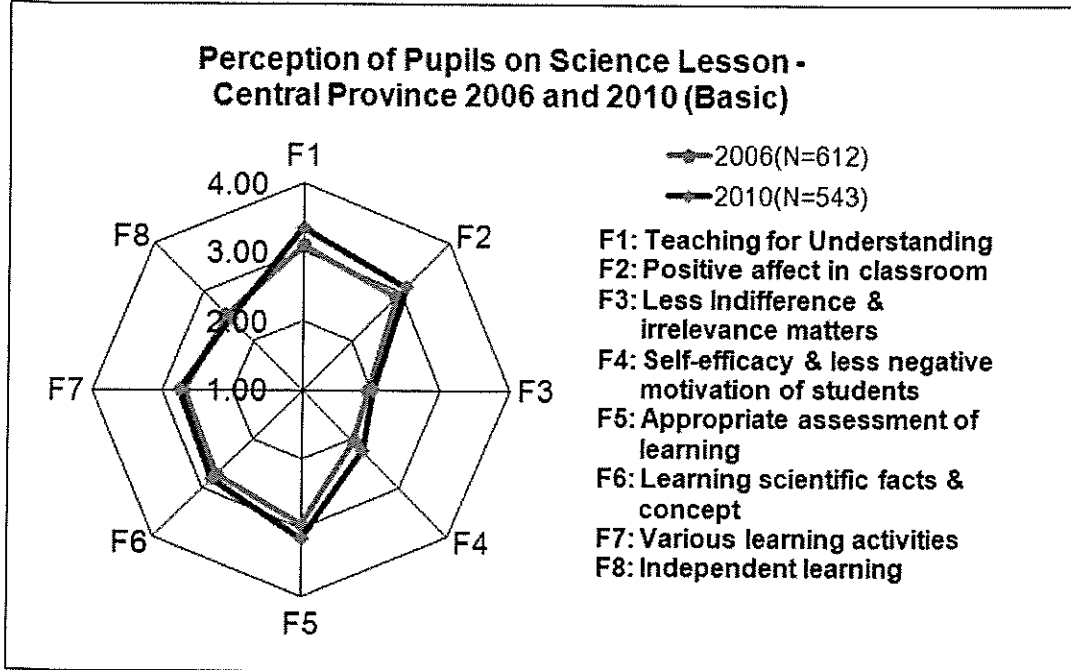 Perception of Pupils on Science Lesson -
Central Province 2006 and 2010 (Basic)
F1
4.00
3.00
2.00
1.00
F2
F3
F4
F5
F6
F7
F8
2006(N=612)
2010(N=543)
F1: Teaching for Understanding
F2: Positive affect in classroom
F3: Less Indifference &
irrelevance matters
F4: Self-efficacy & less negative
motivation of students
F5: Appropriate assessment of
learning
F6: Learning scientific facts &
concept
F7: Various learning activities
F8: Independent learning